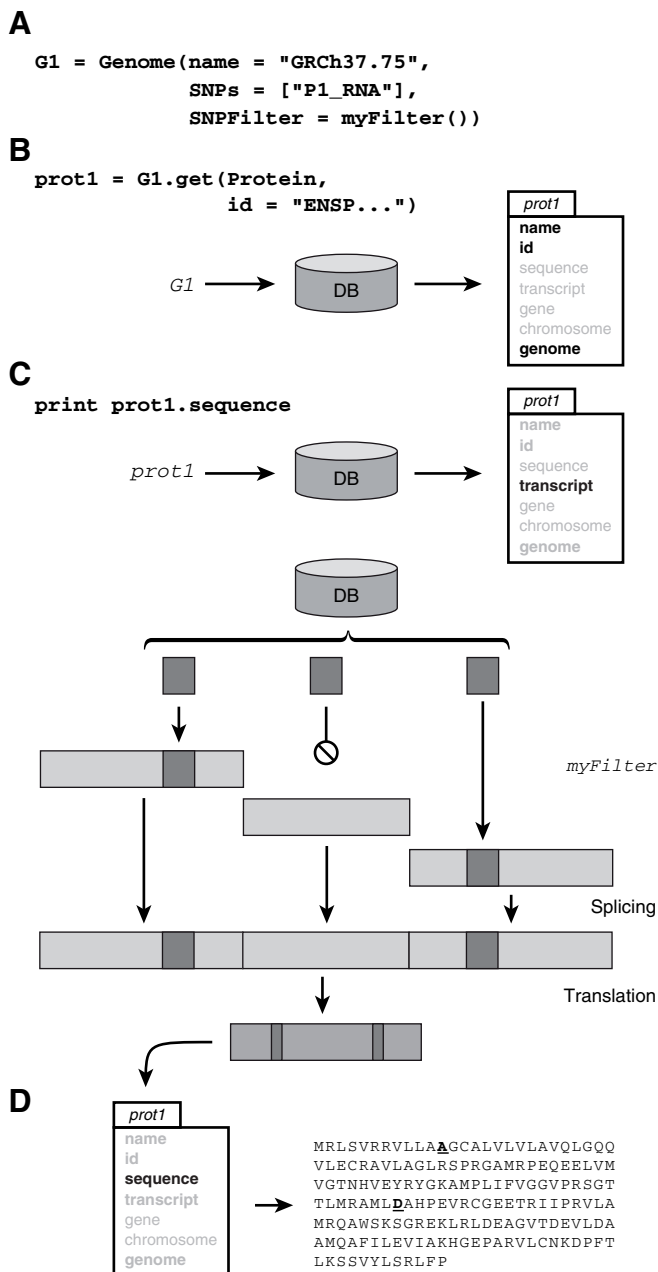 A
G1 = Genome(name = "GRCh37.75",
SNPs = ["P1_RNA"],
SNPFilter = myFilter())
B
prot1 = G1.get(Protein,
id = "ENSP...")
G1
DB
prot1
name
id
sequence
transcript
gene
chromosome
genome
C
print prot1.sequence
prot1
DB
prot1
name
id
sequence
transcript
gene
chromosome
genome
DB
myFilter
Splicing
Translation
D
prot1
name
id
sequence
transcript
gene
chromosome
genome
MRLSVRRVLLAAGCALVLVLAVQLGQQ
VLECRAVLAGLRSPRGAMRPEQEELVM
VGTNHVEYRYGKAMPLIFVGGVPRSGT
TLMRAMLDAHPEVRCGEETRIIPRVLA
MRQAWSKSGREKLRLDEAGVTDEVLDA
AMQAFILEVIAKHGEPARVLCNKDPFT
LKSSVYLSRLFP